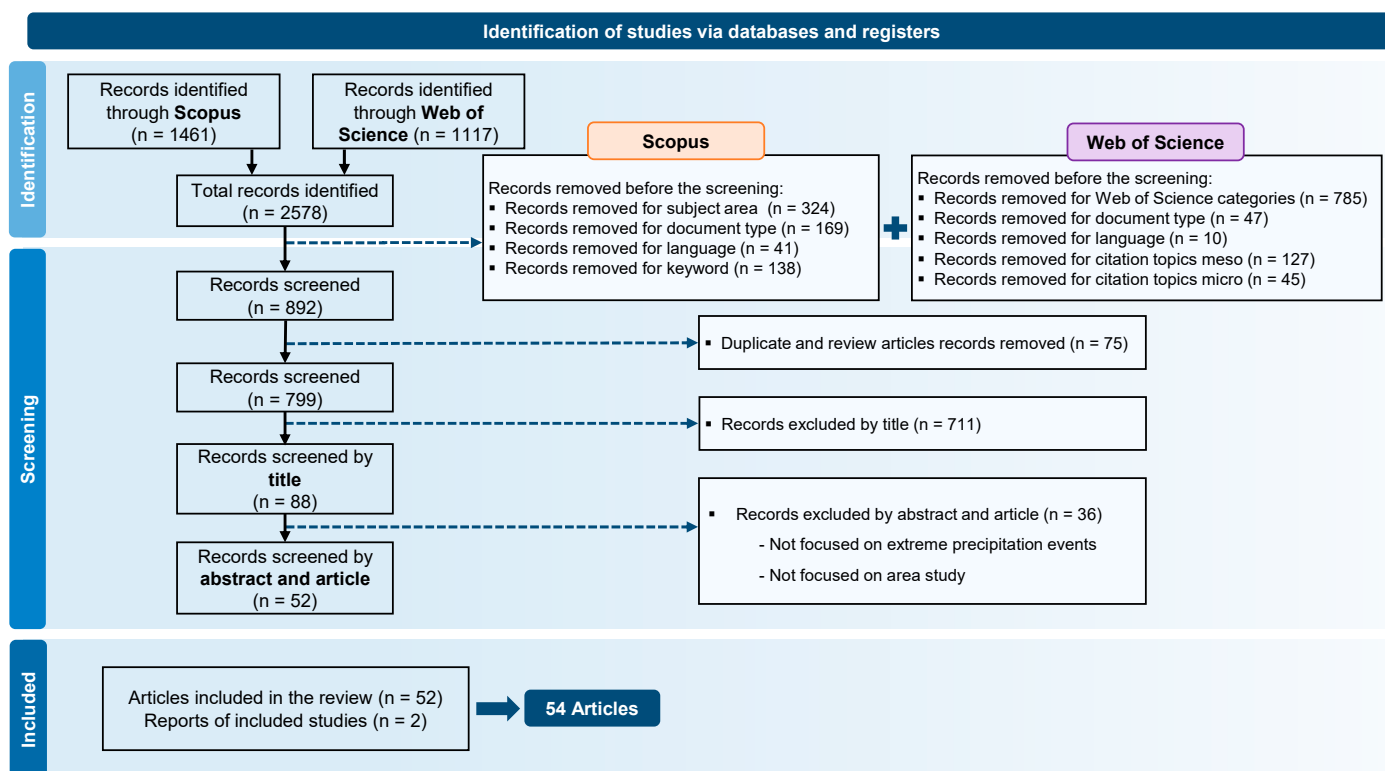 Identification of studies via databases and registers
Identification
Records identified
through Scopus
(n = 1461)
Records identified
through Web of
Science (n = 1117)
Total records identified
(n = 2578)
Scopus
Records removed before the screening:
▪ Records removed for subject area (n = 324)
▪ Records removed for document type (n = 169)
▪ Records removed for language (n = 41)
▪ Records removed for keyword (n = 138)
Web of Science
Records removed before the screening:
▪ Records removed for Web of Science categories (n = 785)
▪ Records removed for document type (n = 47)
▪ Records removed for language (n = 10)
▪ Records removed for citation topics meso (n = 127)
▪ Records removed for citation topics micro (n = 45)
Screening
Records screened
(n = 892)
▪ Duplicate and review articles records removed (n = 75)
Records screened
(n = 799)
▪ Records excluded by title (n = 711)
Records screened by
title
(n = 88)
▪ Records excluded by abstract and article (n = 36)
- Not focused on extreme precipitation events
- Not focused on area study
Records screened by
abstract and article
(n = 52)
Included
Articles included in the review (n = 52)
Reports of included studies (n = 2)
54 Articles